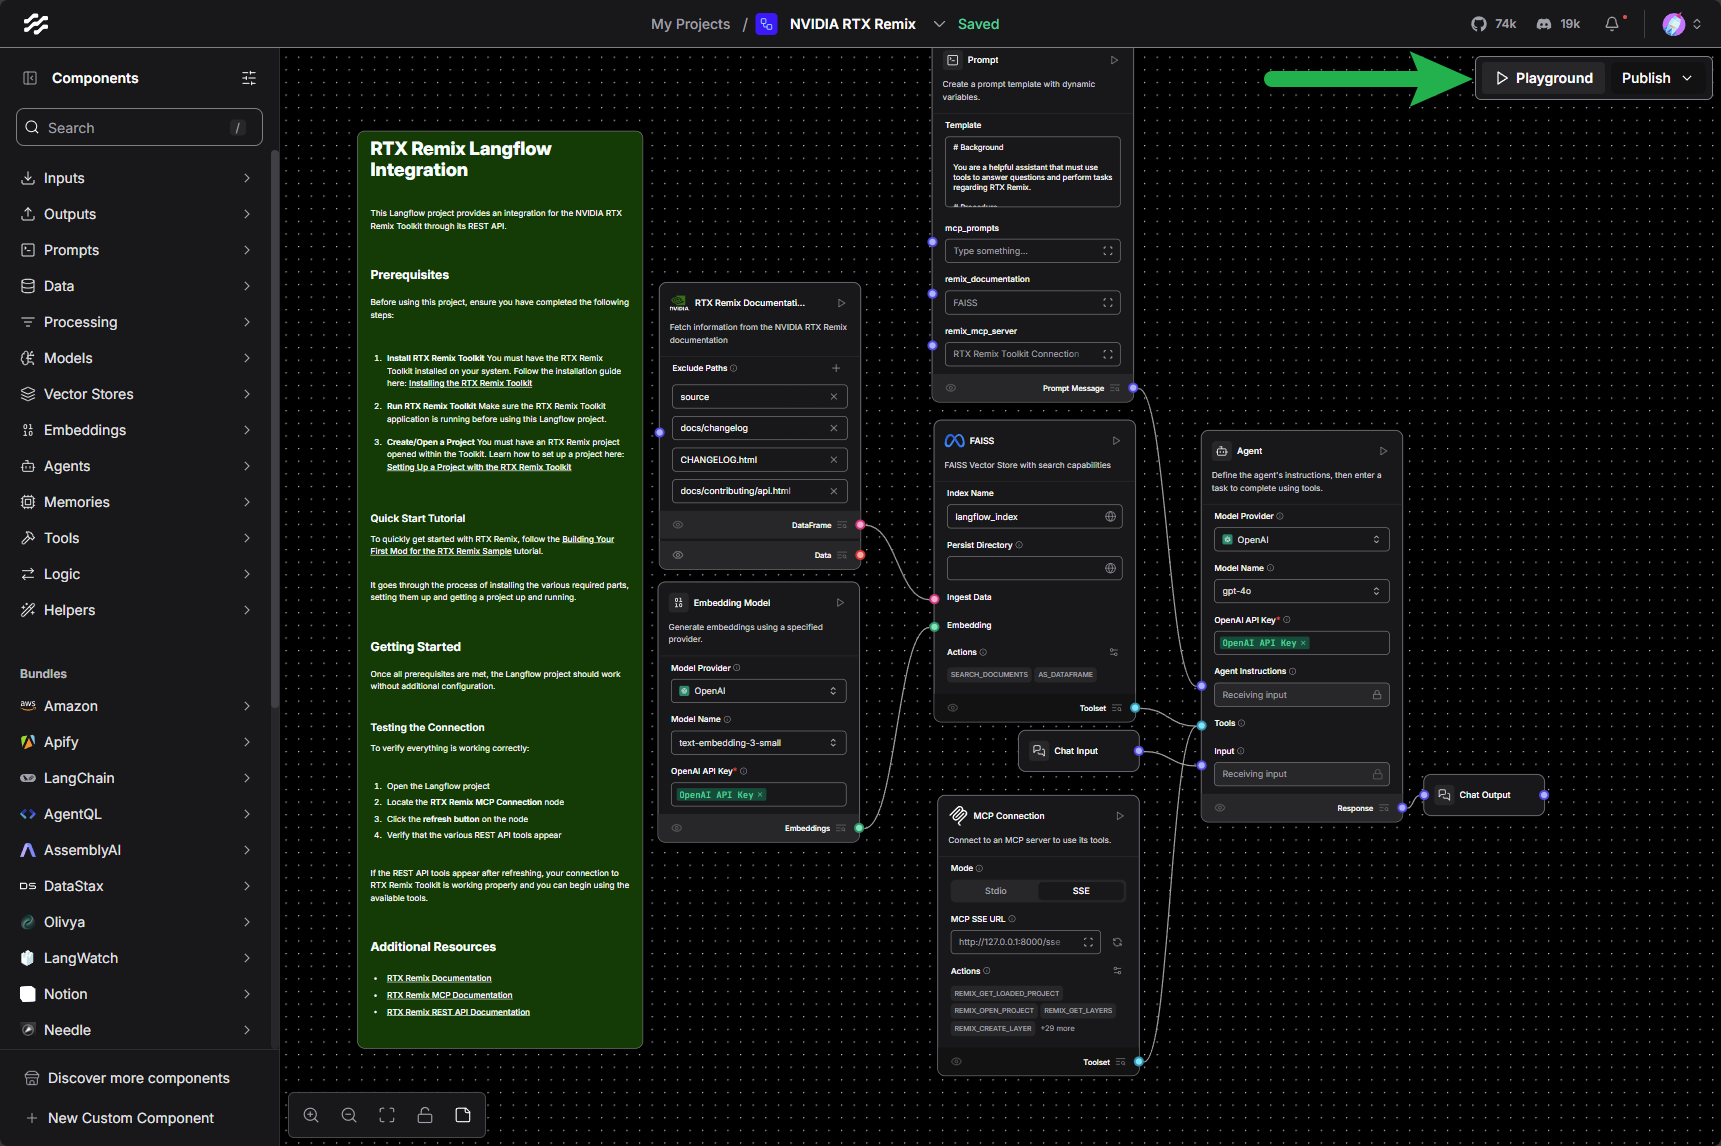 My Projects / NVIDIA RTX Remix Saved
74k 19k
Playground Publish
Components
Search /
Inputs
Outputs
Prompts
Data
Processing
Models
Vector Stores
Embeddings
Agents
Memories
Tools
Logic
Helpers
Bundles
aws Amazon
Apify
LangChain
AgentQL
AssemblyAI
DS DataStax
Olivya
LangWatch
Notion
Needle
Discover more components
New Custom Component
RTX Remix Langflow
Integration
This Langflow project provides an integration for the NVIDIA RTX
Remix Toolkit through its REST API.
Prerequisites
Before using this project, ensure you have completed the following
steps:
1. Install RTX Remix Toolkit You must have the RTX Remix
Toolkit installed on your system. Follow the installation guide
here: Installing the RTX Remix Toolkit
2. Run RTX Remix Toolkit Make sure the RTX Remix Toolkit
application is running before using this Langflow project.
3. Create/Open a Project You must have an RTX Remix project
opened within the Toolkit. Learn how to set up a project here:
Setting Up a Project with the RTX Remix Toolkit
Quick Start Tutorial
To quickly get started with RTX Remix, follow the Building Your
First Mod for the RTX Remix Sample tutorial.
It goes through the process of installing the various required parts,
setting them up and getting a project up and running.
Getting Started
Once all prerequisites are met, the Langflow project should work
without additional configuration.
Testing the Connection
To verify everything is working correctly:
1. Open the Langflow project
2. Locate the RTX Remix MCP Connection node
3. Click the refresh button on the node
4. Verify that the various REST API tools appear
If the REST API tools appear after refreshing, your connection to
RTX Remix Toolkit is working properly and you can begin using the
available tools.
Additional Resources
• RTX Remix Documentation
• RTX Remix MCP Documentation
• RTX Remix REST API Documentation
NVIDIA RTX Remix Documentati...
Fetch information from the NVIDIA RTX Remix
documentation
Exclude Paths
source
docs/changelog
CHANGELOG.html
docs/contributing/api.html
DataFrame
Data
Embedding Model
Generate embeddings using a specified
provider.
Model Provider
OpenAI
Model Name
text-embedding-3-small
OpenAI API Key*
OpenAI API Key ×
Embeddings
Prompt
Create a prompt template with dynamic
variables.
Template
# Background
You are a helpful assistant that must use
tools to answer questions and perform tasks
regarding RTX Remix.
# Procedure
mcp_prompts
Type something...
remix_documentation
FAISS
remix_mcp_server
RTX Remix Toolkit Connection
Prompt Message
FAISS
FAISS Vector Store with search capabilities
Index Name
langflow_index
Persist Directory
Ingest Data
Embedding
Actions
SEARCH_DOCUMENTS AS_DATAFRAME
Toolset
Chat Input
MCP Connection
Connect to an MCP server to use its tools.
Mode
Stdio SSE
MCP SSE URL
http://127.0.0.1:8000/sse
Actions
REMIX_GET_LOADED_PROJECT
REMIX_OPEN_PROJECT REMIX_GET_LAYERS
REMIX_CREATE_LAYER +29 more
Toolset
Agent
Define the agent's instructions, then enter a
task to complete using tools.
Model Provider
OpenAI
Model Name
gpt-4o
OpenAI API Key*
OpenAI API Key ×
Agent Instructions
Receiving input
Tools
Input
Receiving input
Response
Chat Output